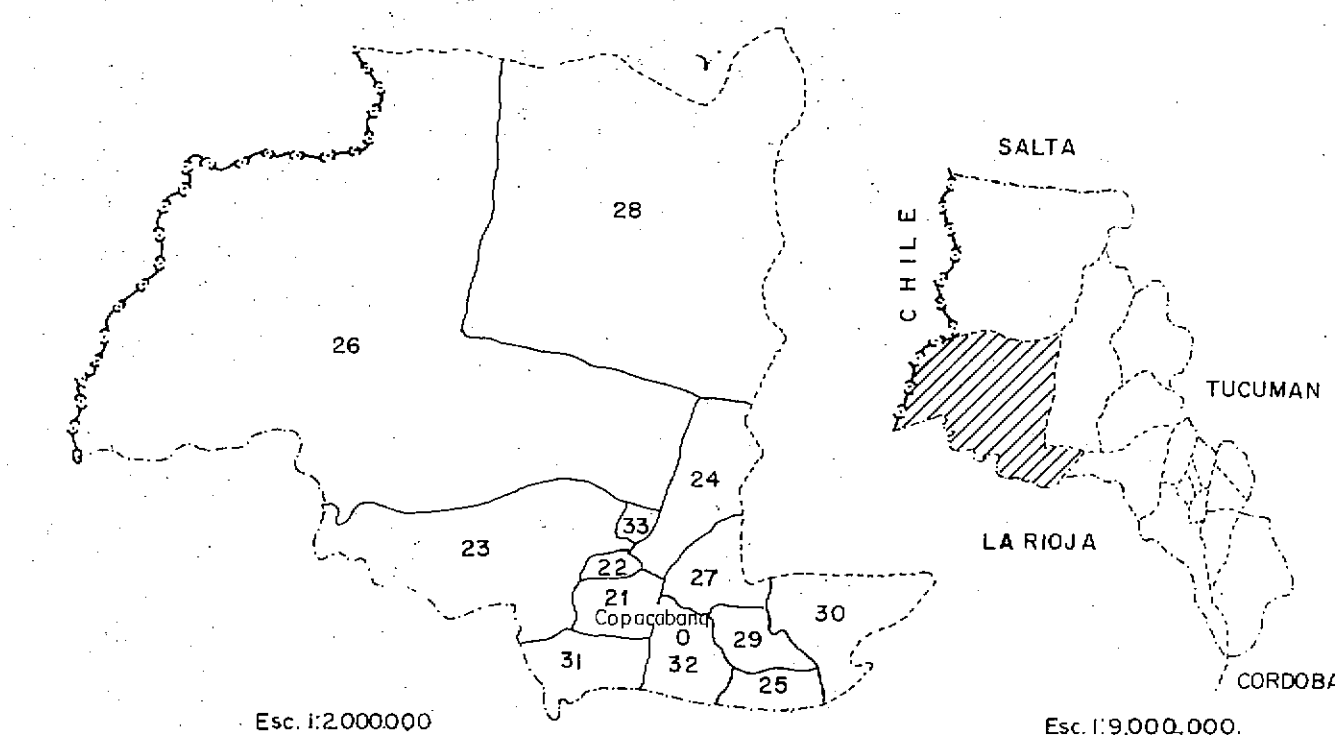 28
26
24
33
23
22
27
21
30
Copacabana
0
29
31
32
25
Esc. 1:2.000.000
SALTA
CHILE
TUCUMAN
LA RIOJA
CORDOBA
Esc. 1:9,000,000.